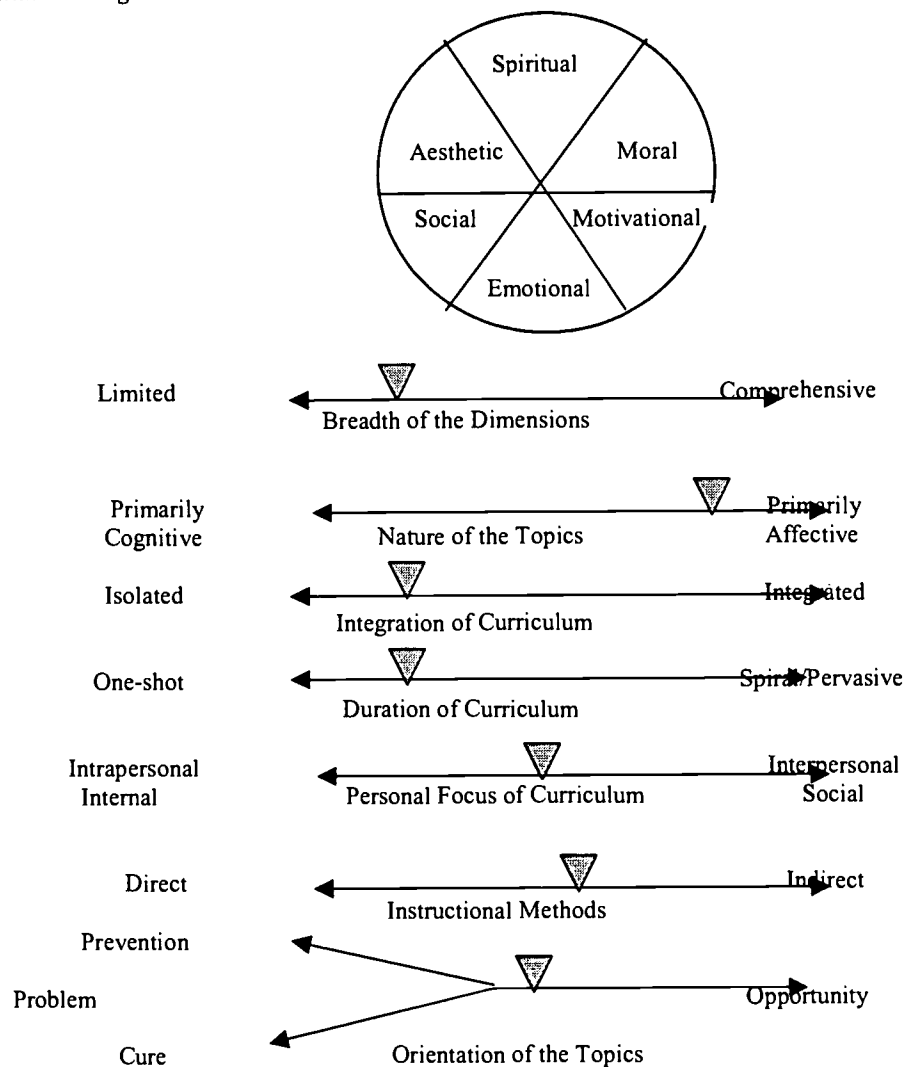 Spiritual
Aesthetic
Moral
Social
Motivational
Emotional
Limited
Comprehensive
Breadth of the Dimensions
Primarily
Cognitive
Primarily
Affective
Nature of the Topics
Isolated
Integrated
Integration of Curriculum
One-shot
Spiral/Pervasive
Duration of Curriculum
Intrapersonal
Internal
Interpersonal
Social
Personal Focus of Curriculum
Direct
Indirect
Instructional Methods
Prevention
Problem
Opportunity
Cure
Orientation of the Topics